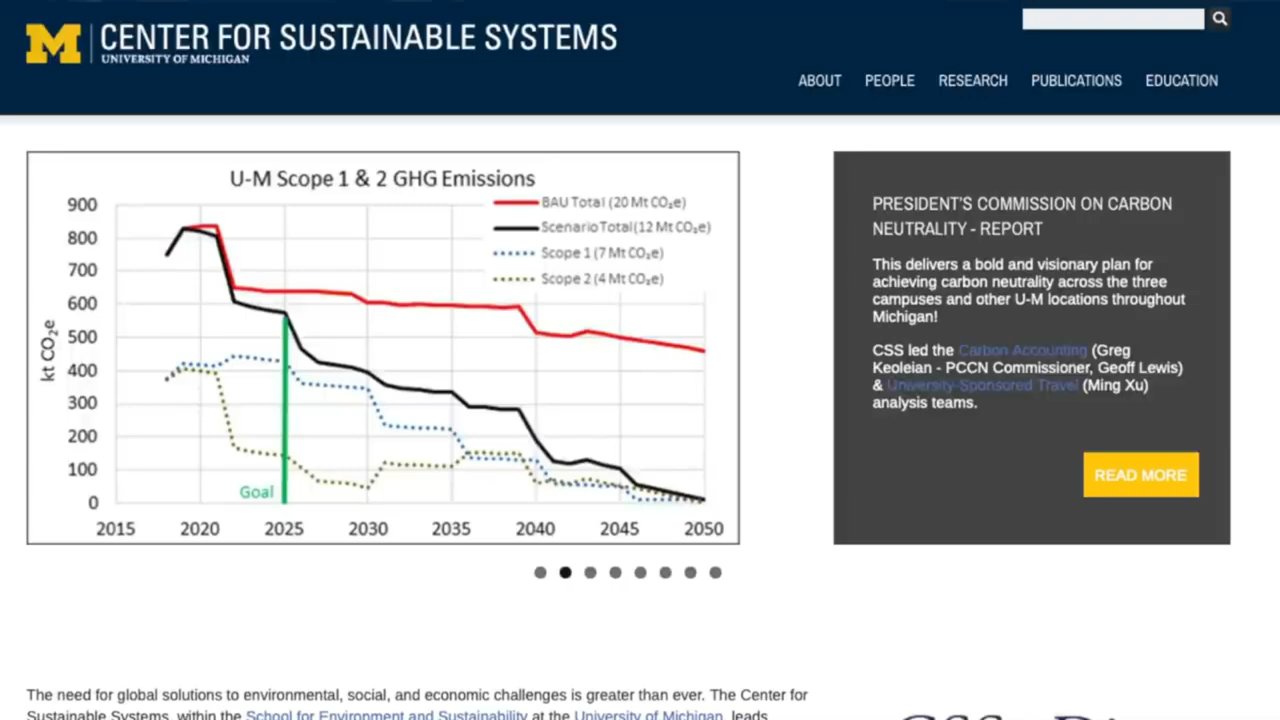 M CENTER FOR SUSTAINABLE SYSTEMS
UNIVERSITY OF MICHIGAN
ABOUT PEOPLE RESEARCH PUBLICATIONS EDUCATION
U-M Scope 1 & 2 GHG Emissions
BAU Total (20 Mt CO₂e)
Scenario Total (12 Mt CO₂e)
Scope 1 (7 Mt CO₂e)
Scope 2 (4 Mt CO₂e)
kt CO₂e
900
800
700
600
500
400
300
200
100
0
Goal
2015 2020 2025 2030 2035 2040 2045 2050
PRESIDENT'S COMMISSION ON CARBON
NEUTRALITY - REPORT
This delivers a bold and visionary plan for
achieving carbon neutrality across the three
campuses and other U-M locations throughout
Michigan!
CSS led the Carbon Accounting (Greg
Keoleian - PCCN Commissioner, Geoff Lewis)
& University-Sponsored Travel (Ming Xu)
analysis teams.
READ MORE
The need for global solutions to environmental, social, and economic challenges is greater than ever. The Center for
Sustainable Systems, within the School for Environment and Sustainability at the University of Michigan, leads